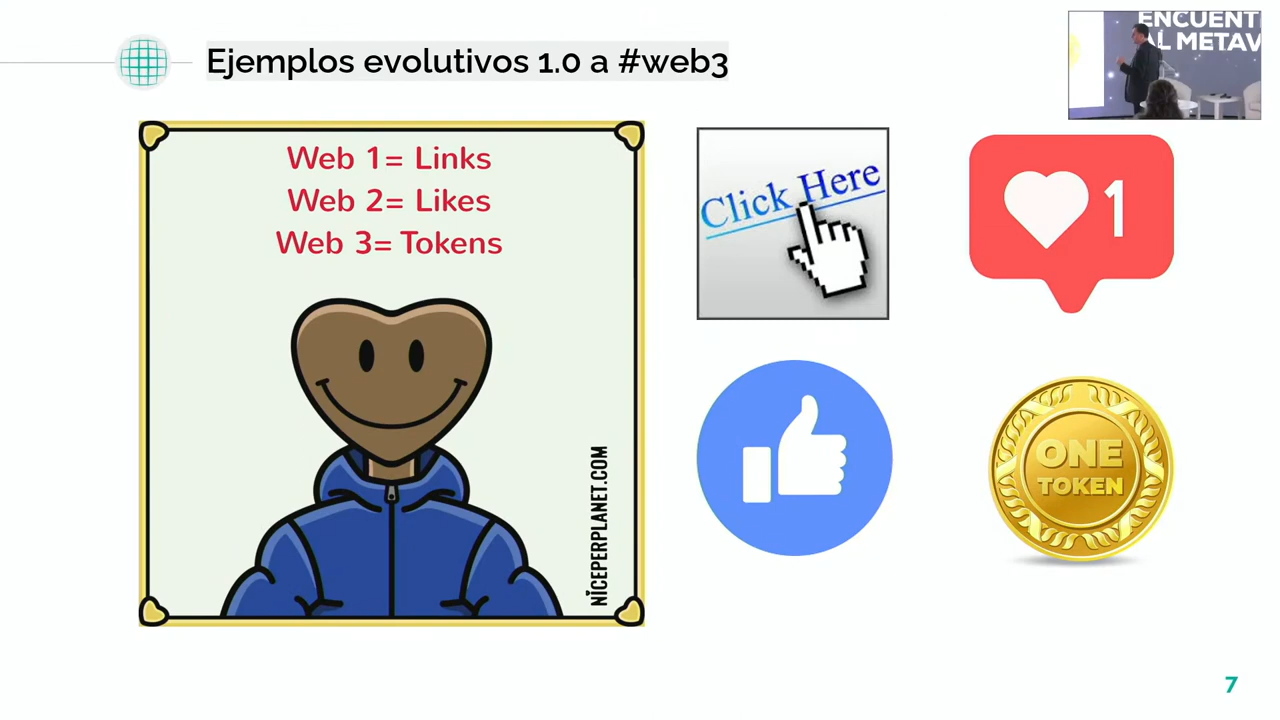 Ejemplos evolutivos 1.0 a #web3
ENCUENT
AL METAV
Web 1= Links
Web 2= Likes
Web 3= Tokens
NICEPERPLANET.COM
Click Here
1
ONE
TOKEN
7